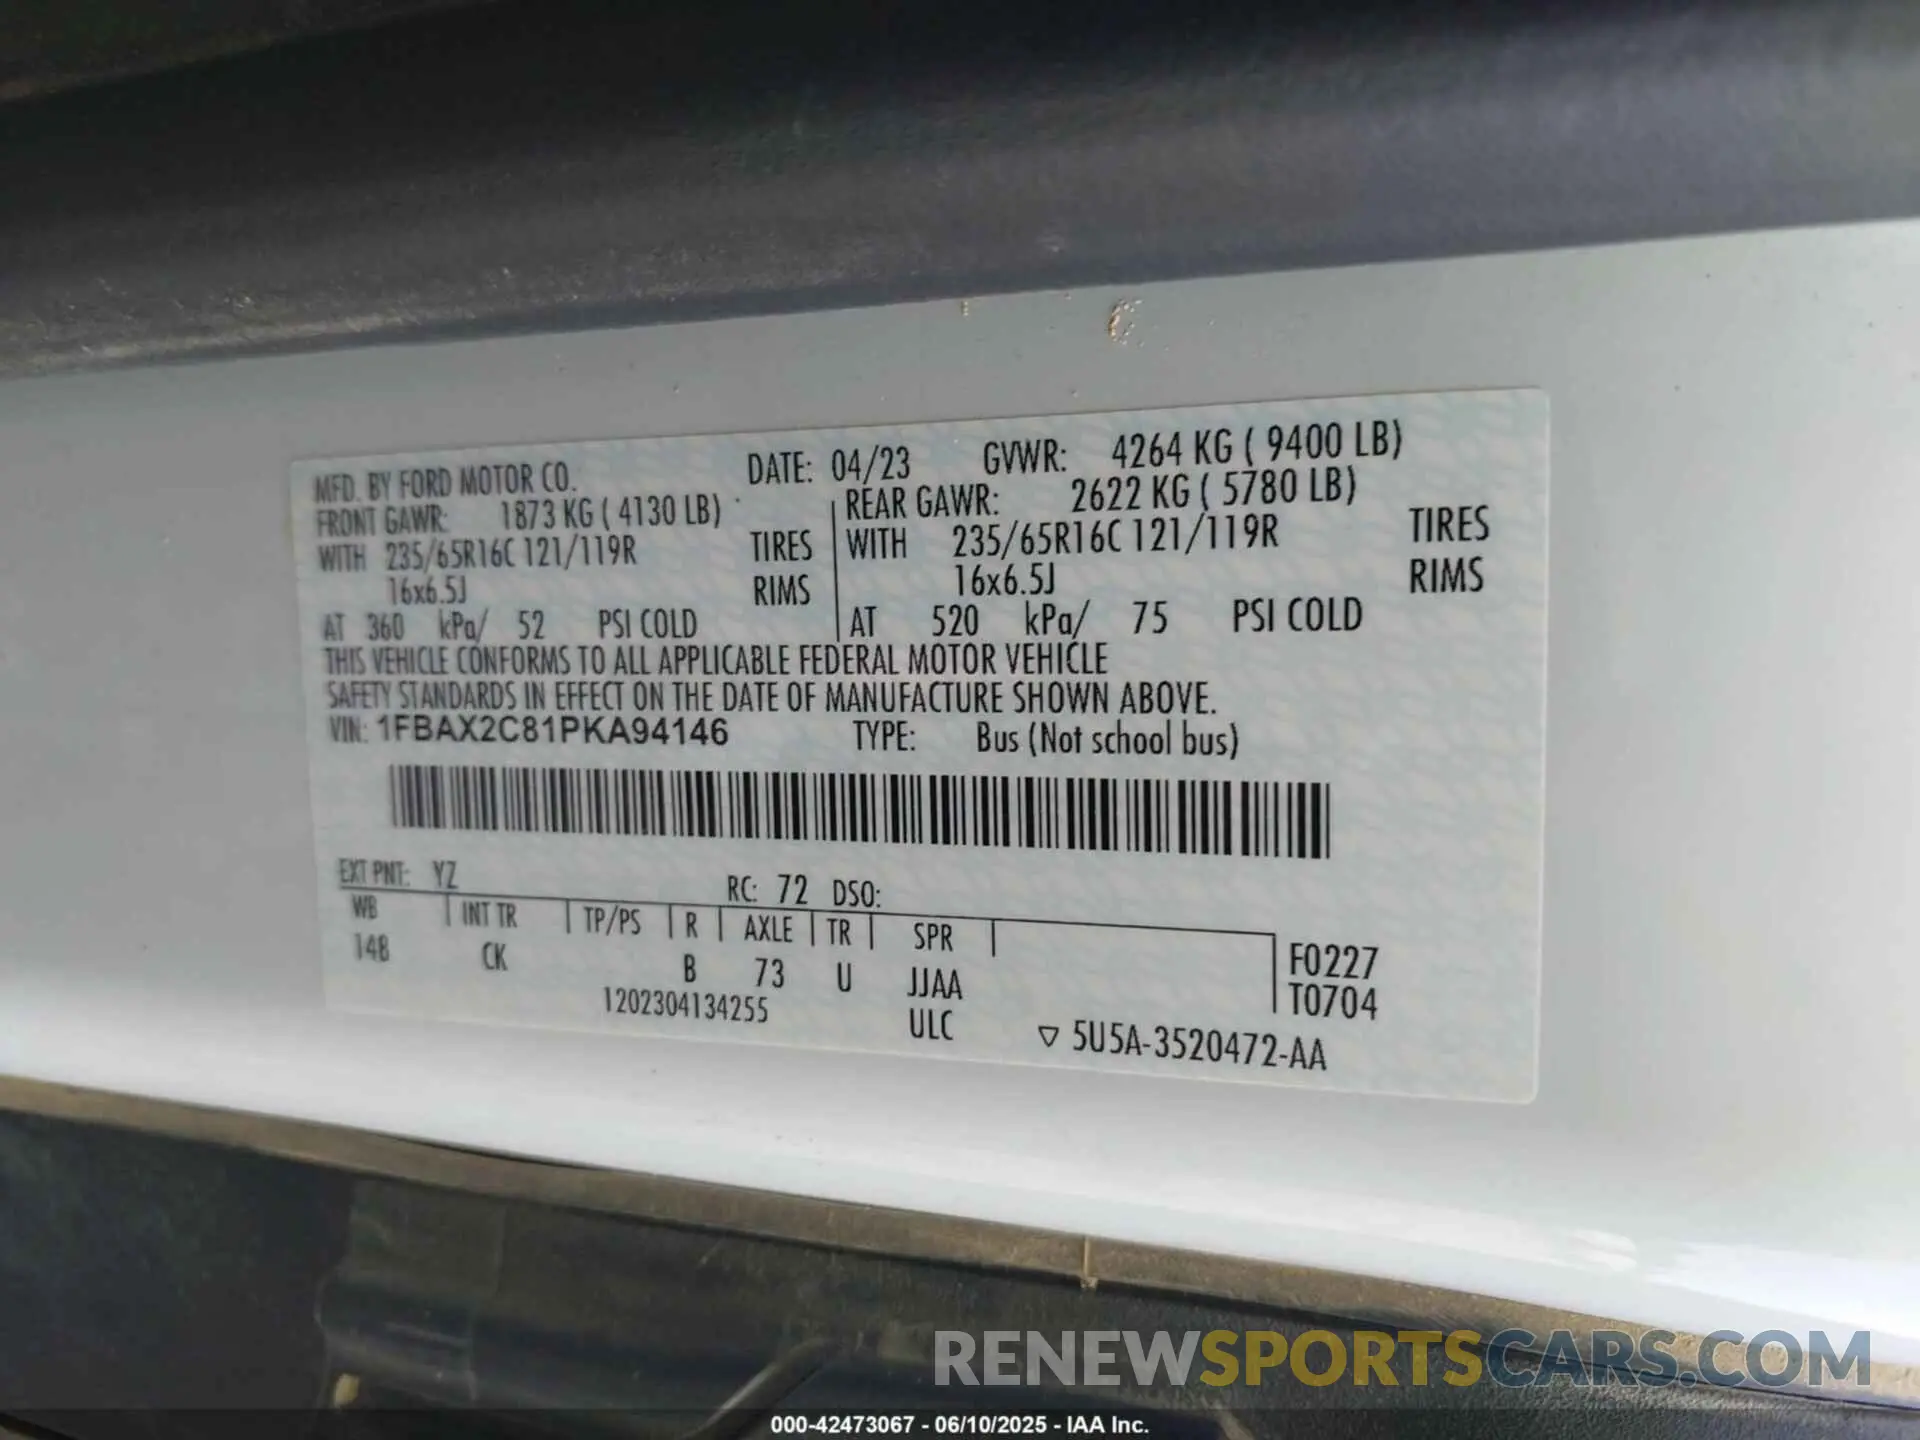 MFD. BY FORD MOTOR CO. DATE: 04/23 GVWR: 4264 KG ( 9400 LB)
FRONT GAWR: 1873 KG ( 4130 LB) REAR GAWR: 2622 KG ( 5780 LB)
WITH 235/65R16C 121/119R TIRES WITH 235/65R16C 121/119R TIRES
16x6.5J RIMS 16x6.5J RIMS
AT 360 kPa/ 52 PSI COLD AT 520 kPa/ 75 PSI COLD
THIS VEHICLE CONFORMS TO ALL APPLICABLE FEDERAL MOTOR VEHICLE
SAFETY STANDARDS IN EFFECT ON THE DATE OF MANUFACTURE SHOWN ABOVE.
VIN: 1FBAX2C81PKA94146 TYPE: Bus (Not school bus)
EXT PNT: YZ RC: 72 DSO:
WB INT TR TP/PS R AXLE TR SPR
148 CK B 73 U JJAA
F0227
T0704
1202304134255 ULC
▽ 5U5A-3520472-AA
RENEWSPORTSCARS.COM
000-42473067 - 06/10/2025 - IAA Inc.